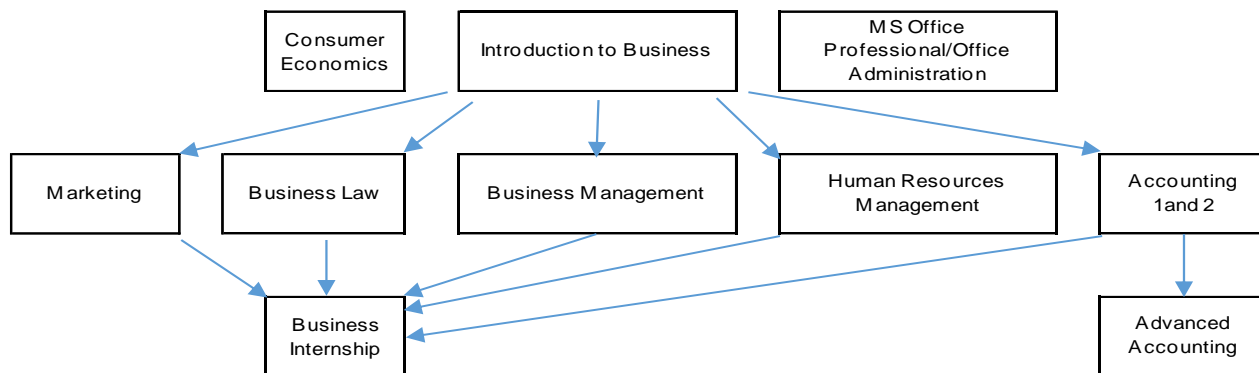 Consumer
Economics
Introduction to Business
MS Office
Professional/Office
Administration
Marketing
Business Law
Business Management
Human Resources
Management
Accounting
1and 2
Business
Internship
Advanced
Accounting